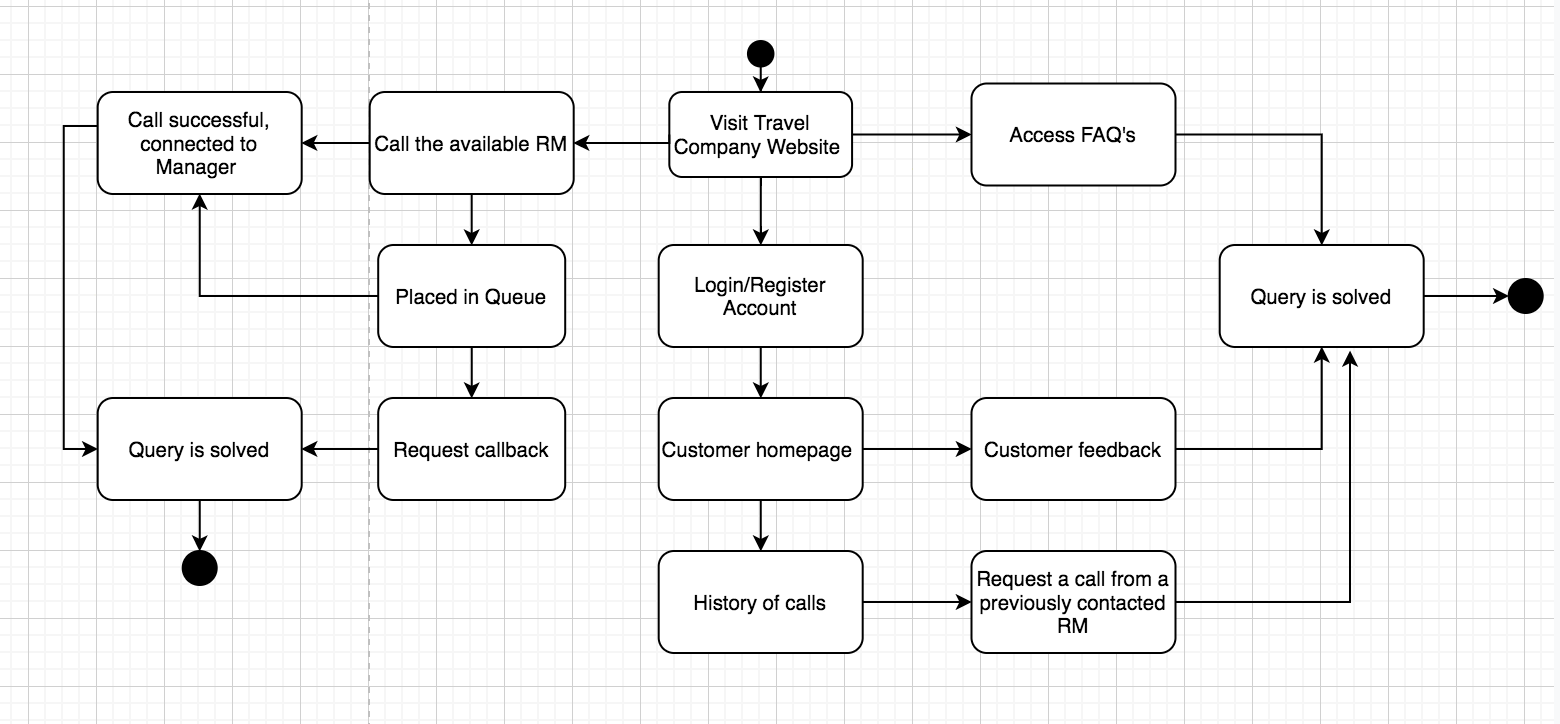 Call successful,
connected to
Manager
Call the available RM
Visit Travel
Company Website
Access FAQ's
Placed in Queue
Login/Register
Account
Query is solved
Query is solved
Request callback
Customer homepage
Customer feedback
History of calls
Request a call from a
previously contacted
RM